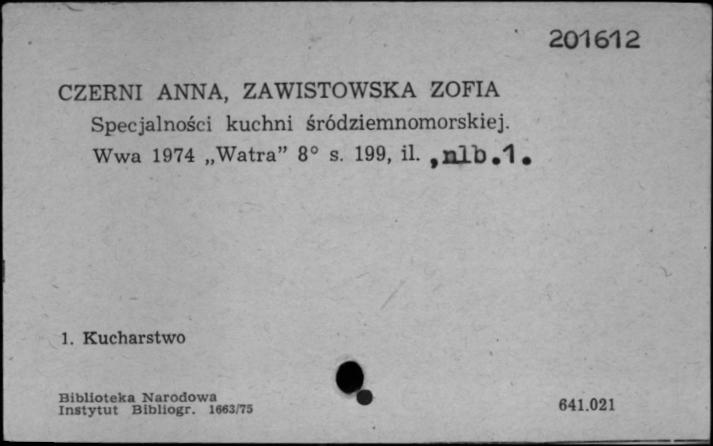 201612
CZERNI ANNA, ZAWISTOWSKA ZOFIA
Specjalności kuchni śródziemnomorskiej.
Wwa 1974 „Watra” 8° s. 199, il. ,nlb.1.
1. Kucharstwo
Biblioteka Narodowa
Instytut Bibliogr. 1663/75
641.021